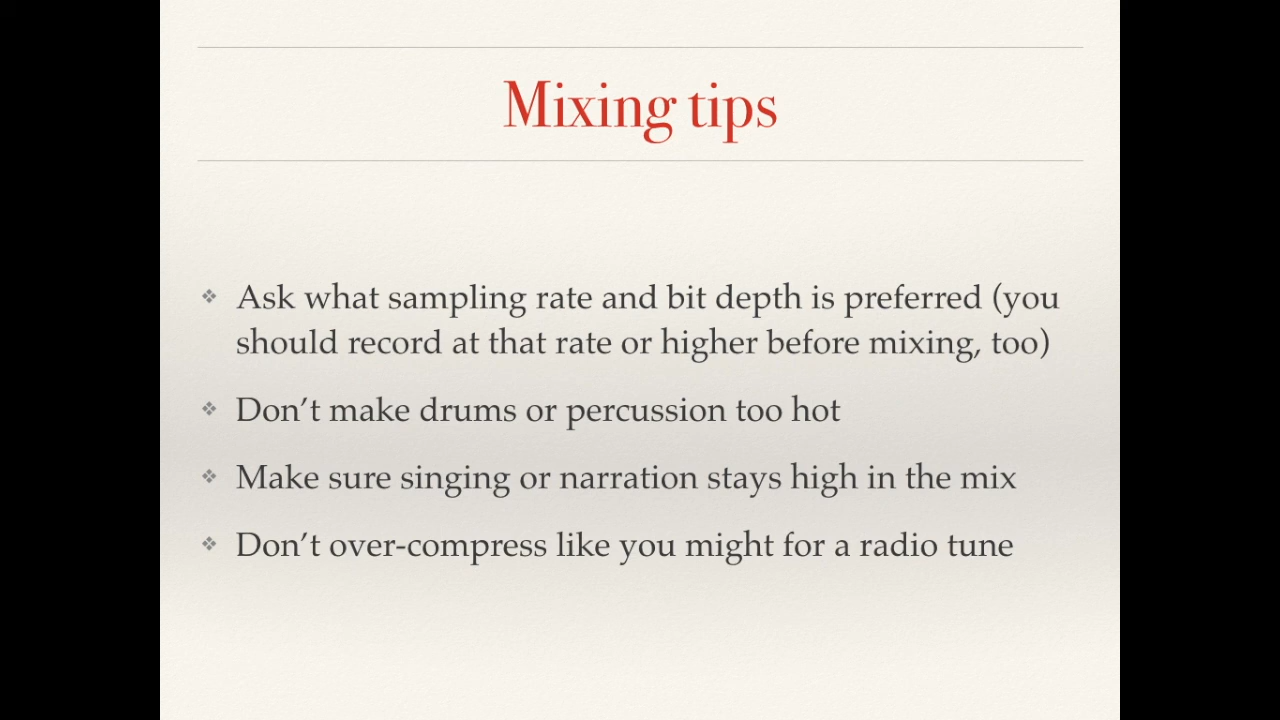 Mixing tips
❖ Ask what sampling rate and bit depth is preferred (you
should record at that rate or higher before mixing, too)
❖ Don’t make drums or percussion too hot
❖ Make sure singing or narration stays high in the mix
❖ Don’t over-compress like you might for a radio tune